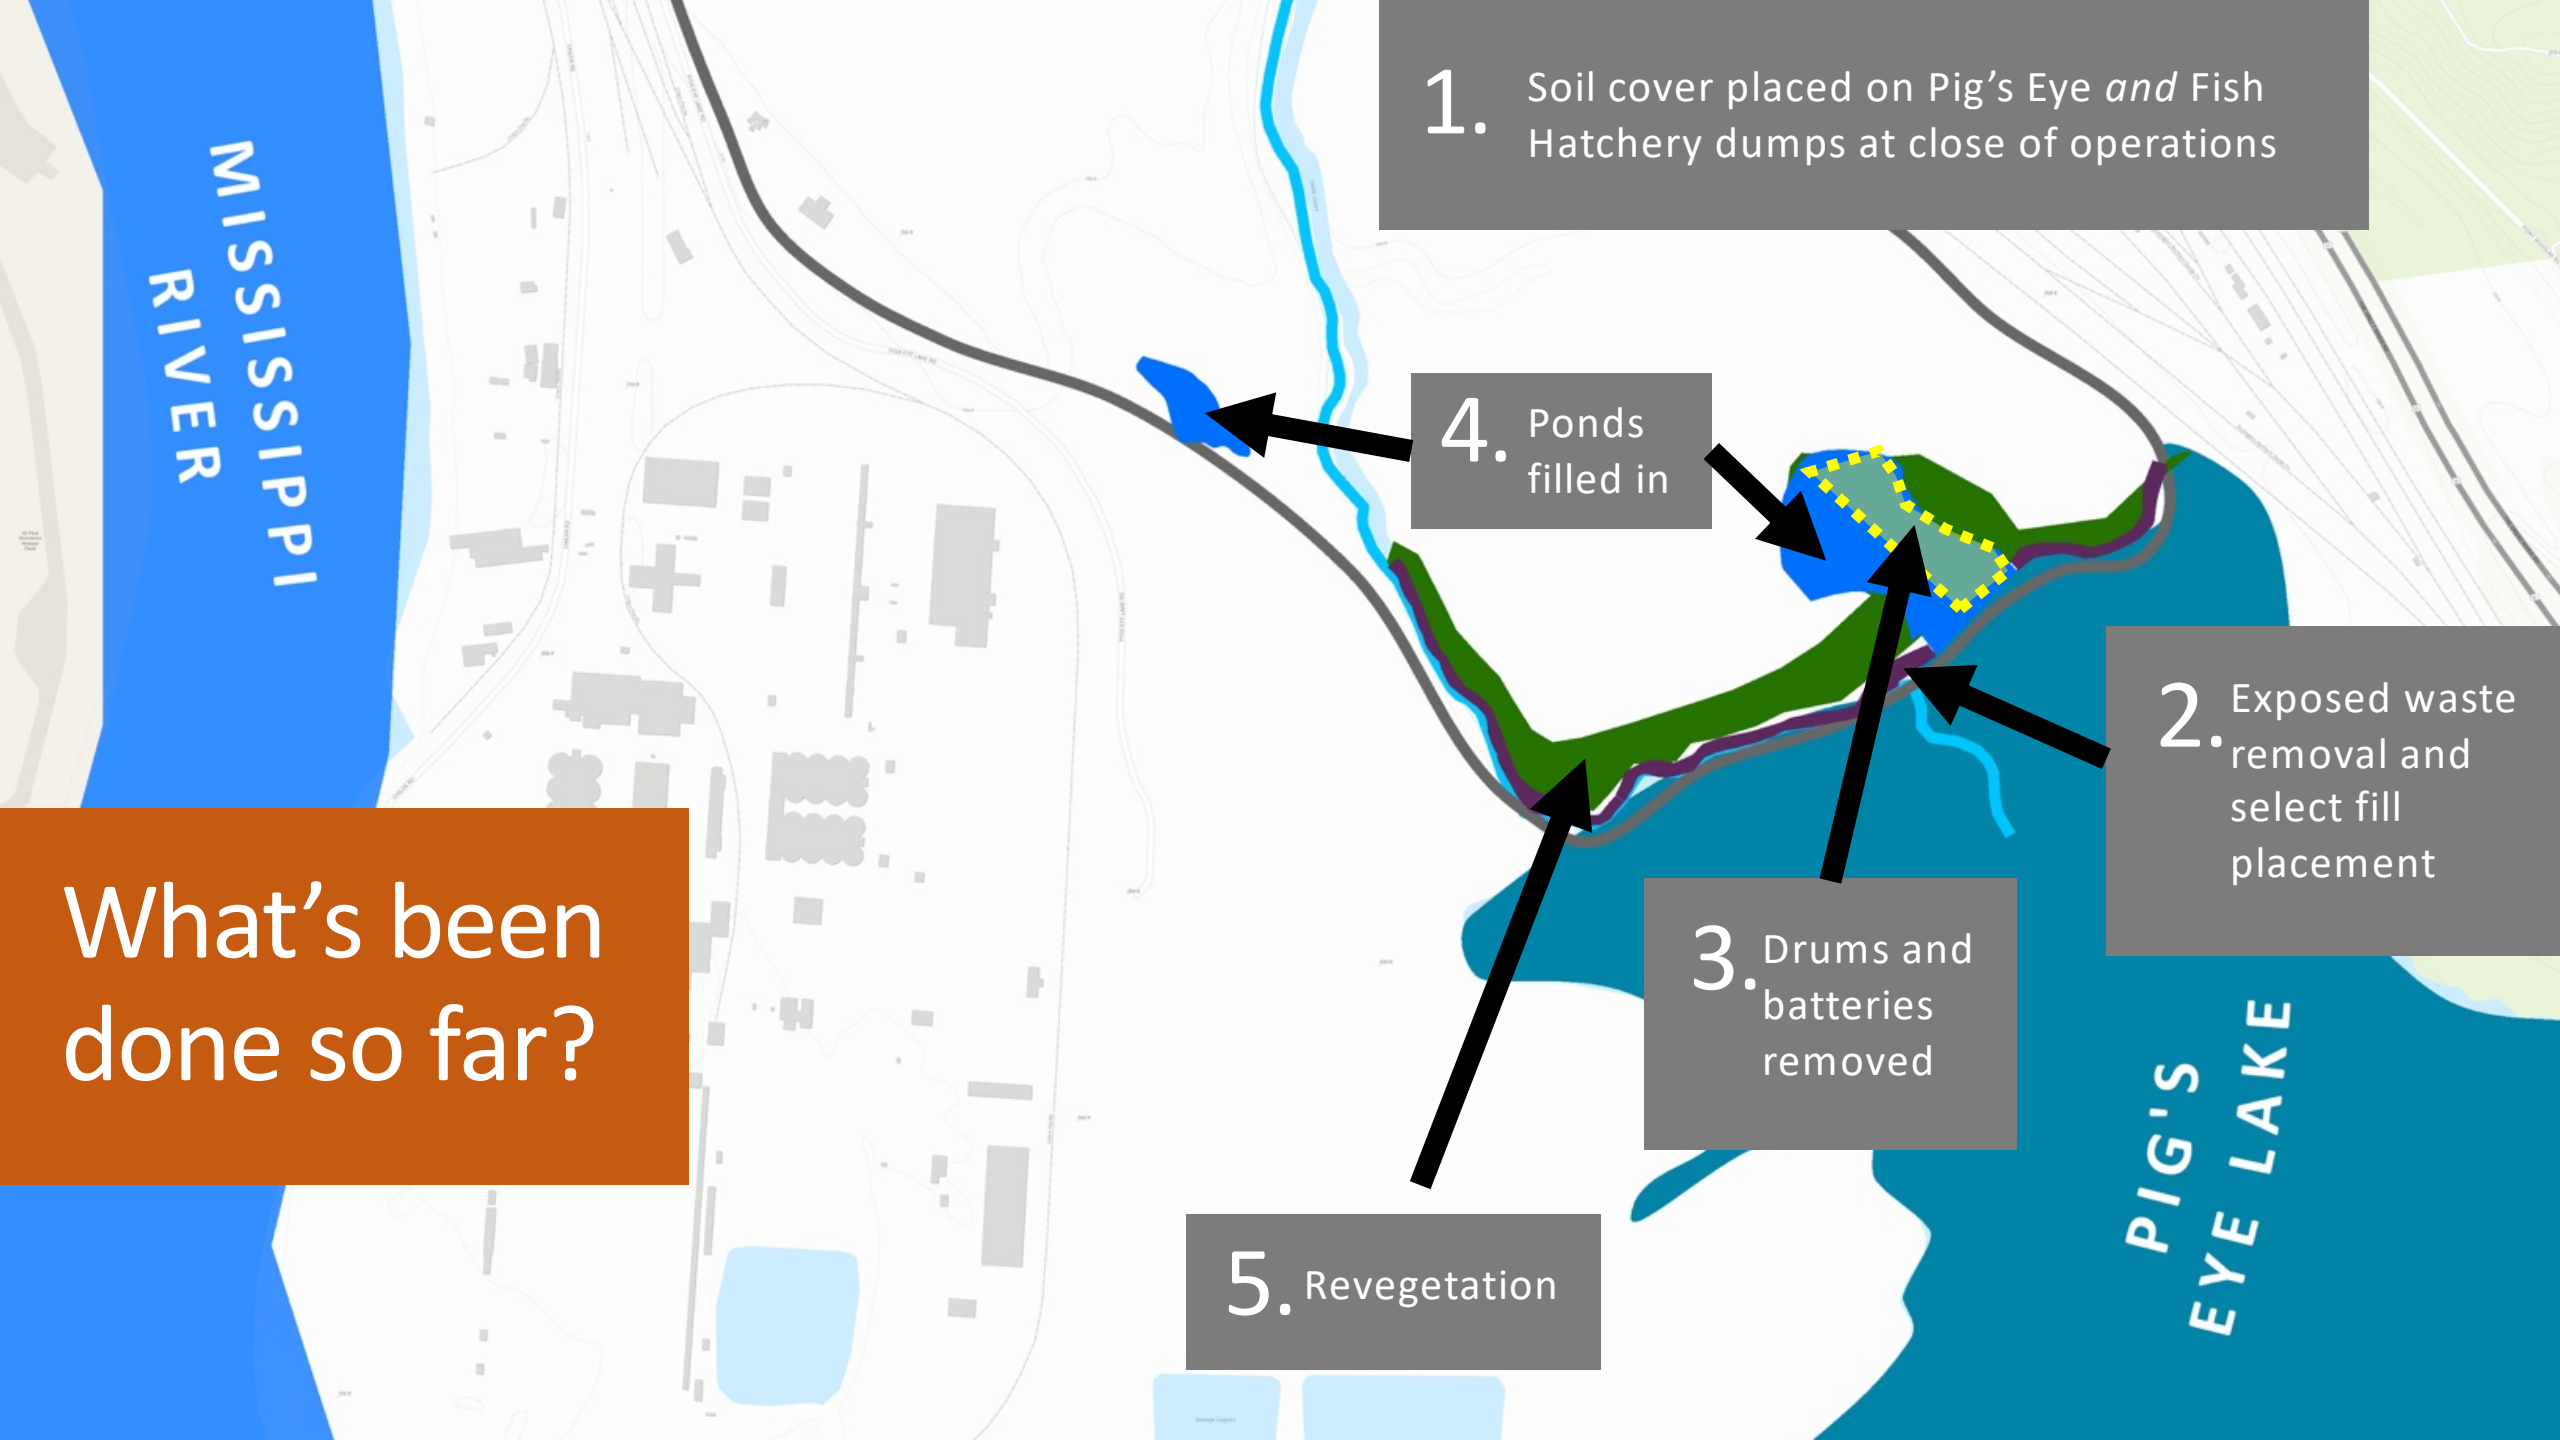 MISSISSIPPI
RIVER
1.
Soil cover placed on Pig’s Eye and Fish
Hatchery dumps at close of operations
4.
Ponds
filled in
2.
Exposed waste
removal and
select fill
placement
What’s been
done so far?
3.
Drums and
batteries
removed
PIG'S
EYE LAKE
5.
Revegetation